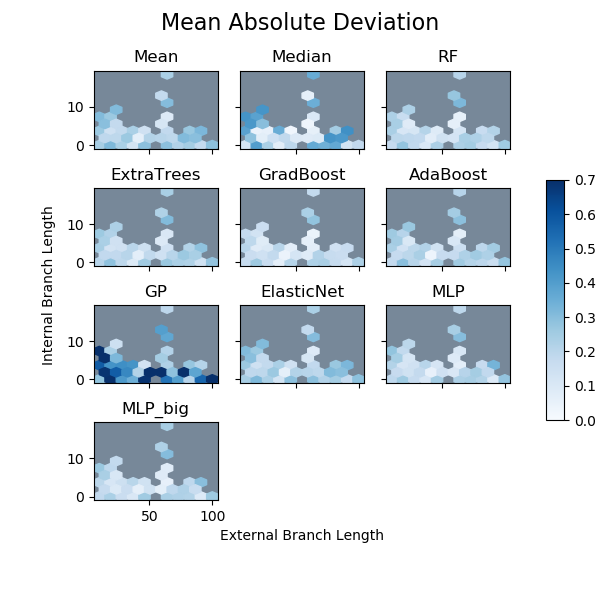 Mean Absolute Deviation
Mean
Median
RF
10
0
ExtraTrees
GradBoost
AdaBoost
10
0
GP
ElasticNet
MLP
10
0
MLP_big
10
0
50
100
Internal Branch Length
External Branch Length
0.7
0.6
0.5
0.4
0.3
0.2
0.1
0.0